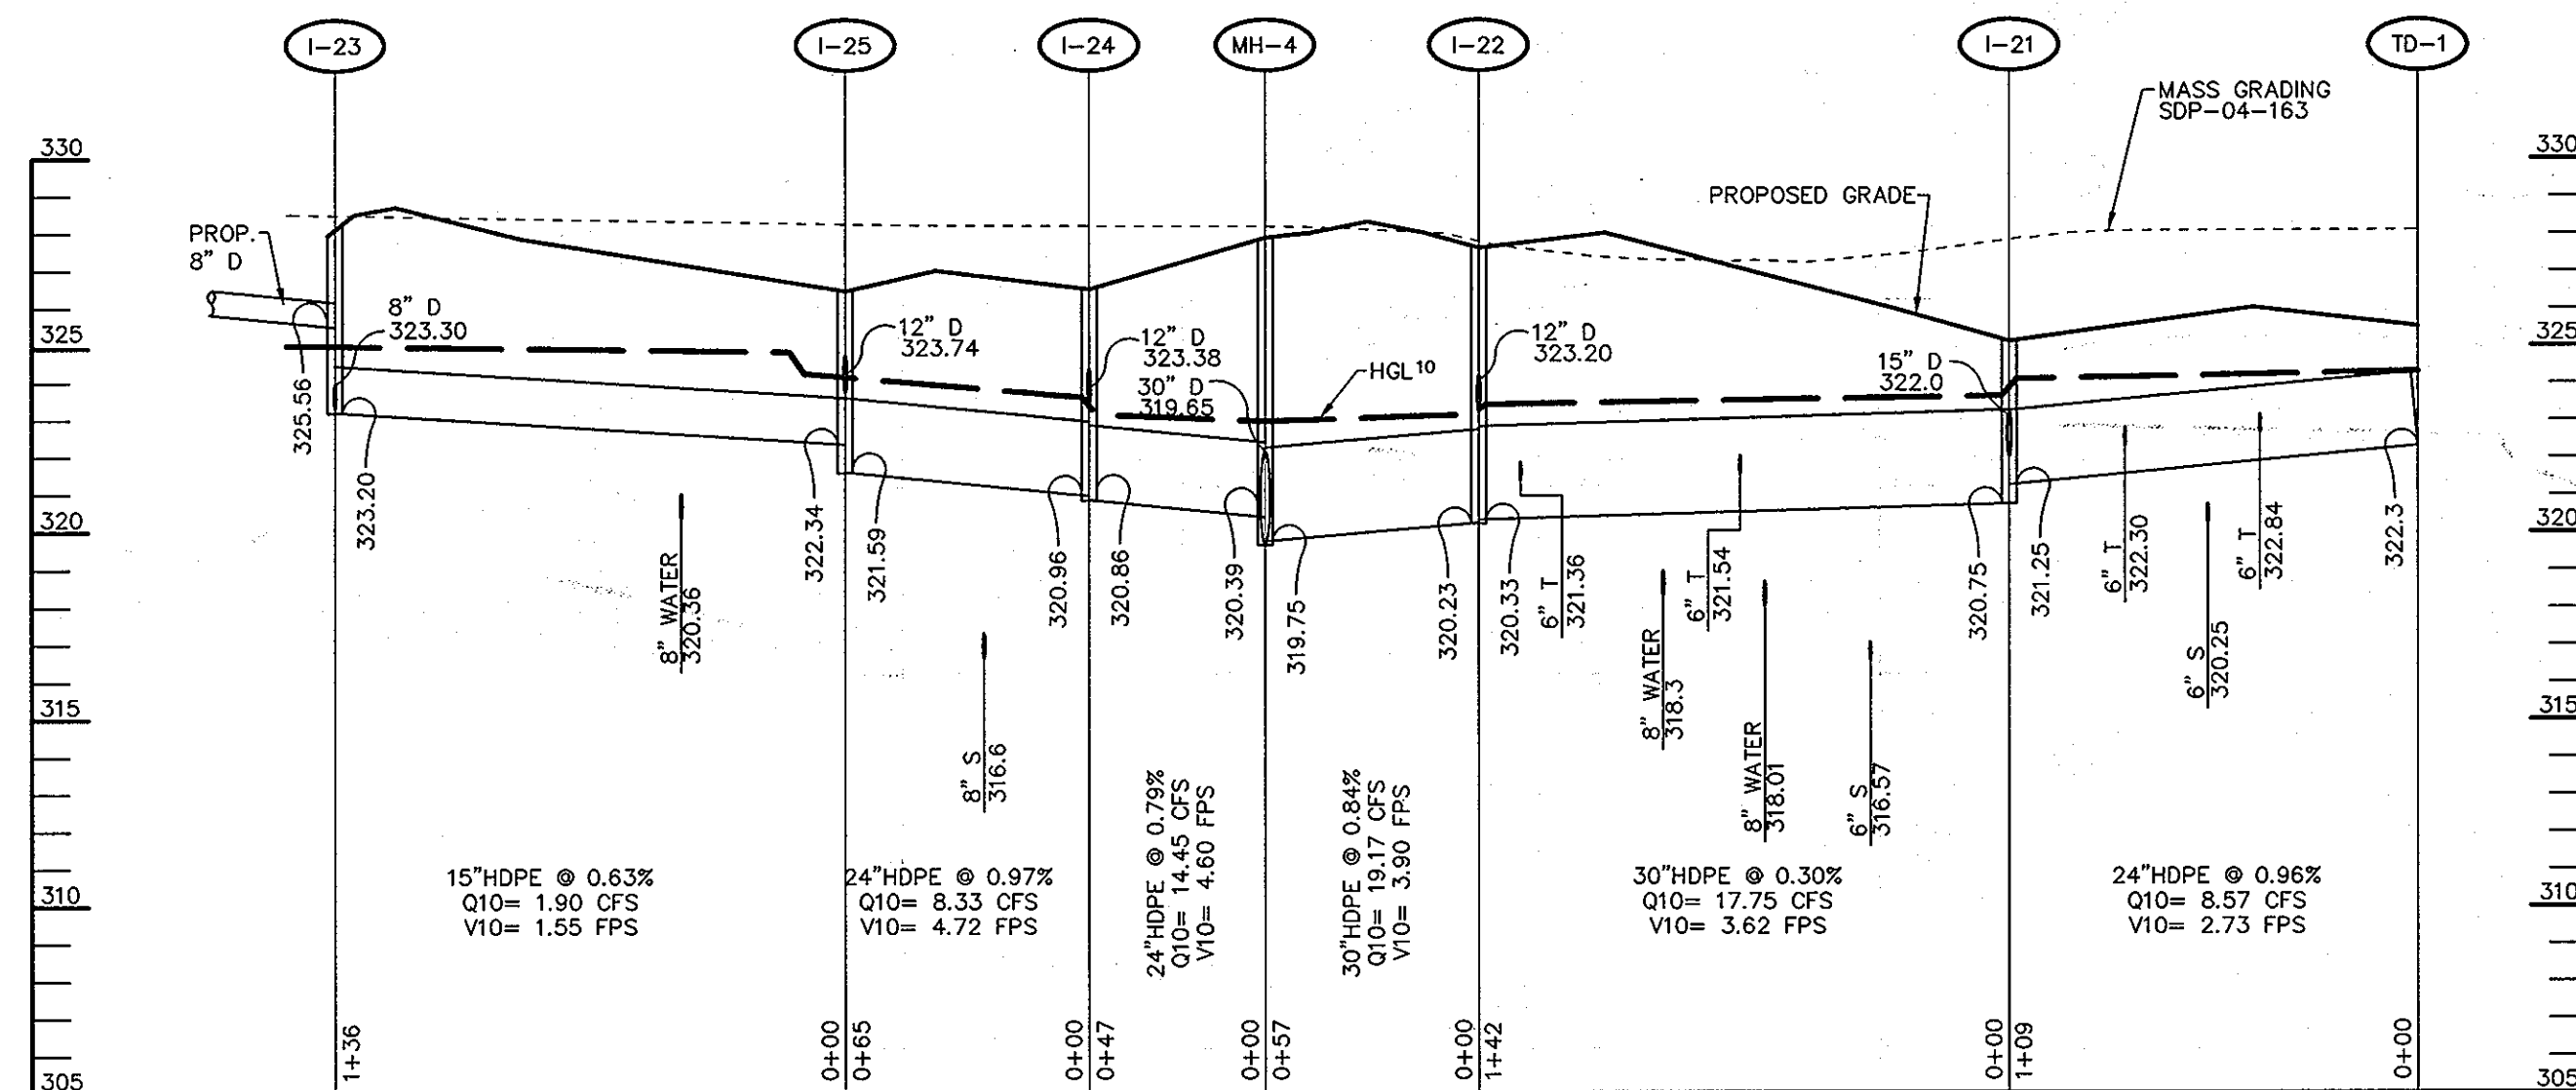 I-23
I-25
I-24
MH-4
I-22
I-21
TD-1
MASS GRADING
SDP-04-163
330
330
PROPOSED GRADE
PROP.
8" D
8" D
323.30
12" D
323.74
12" D
323.38
30" D
319.65
HGL10
12" D
323.20
15" D
322.0
325
325
325.56
323.20
322.34
321.59
320.96
320.86
320.39
319.75
320.23
320.33
320.75
321.25
322.3
320
320
8" WATER
320.36
8" S
316.6
6" T
321.36
8" WATER
318.3
6" T
321.54
8" WATER
318.01
6" S
316.57
6" T
322.30
6" S
320.25
6" T
322.84
315
315
15"HDPE @ 0.63%
Q10= 1.90 CFS
V10= 1.55 FPS
24"HDPE @ 0.97%
Q10= 8.33 CFS
V10= 4.72 FPS
24"HDPE @ 0.79%
Q10= 14.45 CFS
V10= 4.60 FPS
30"HDPE @ 0.84%
Q10= 19.17 CFS
V10= 3.90 FPS
30"HDPE @ 0.30%
Q10= 17.75 CFS
V10= 3.62 FPS
24"HDPE @ 0.96%
Q10= 8.57 CFS
V10= 2.73 FPS
310
310
1+36
0+00
0+65
0+00
0+47
0+00
0+57
0+00
1+42
0+00
1+09
0+00
305
305